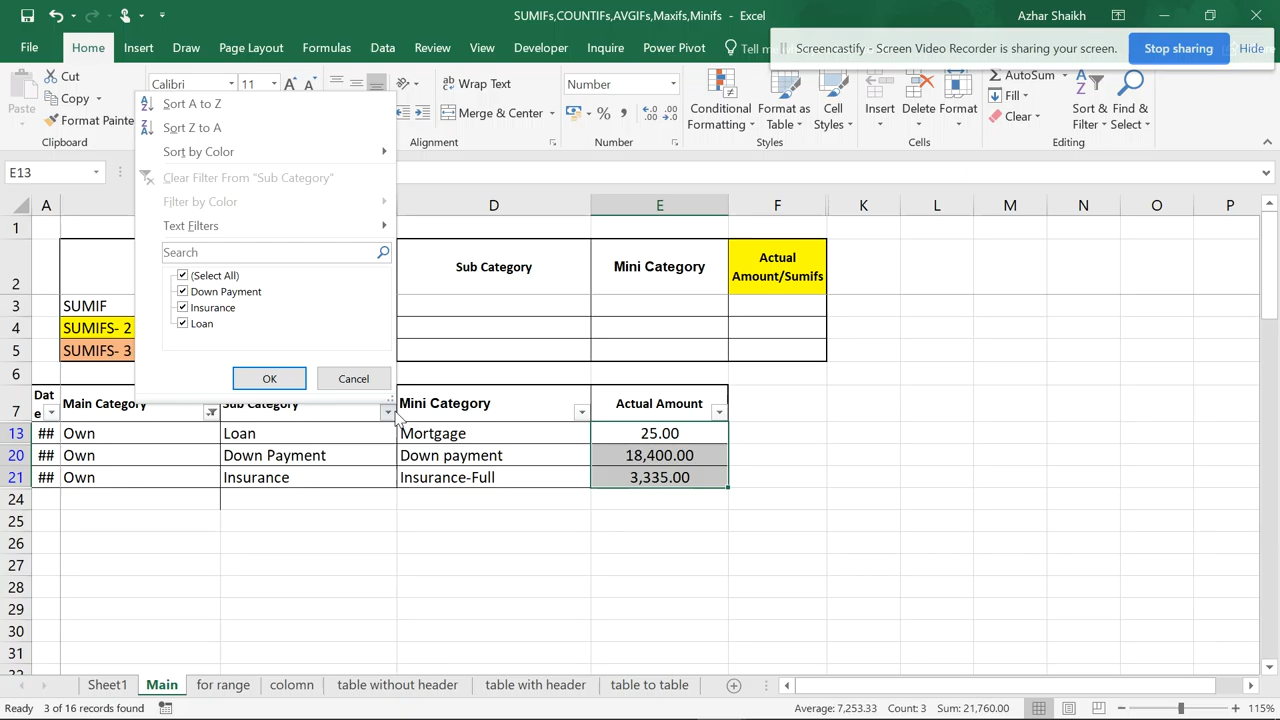 SUMIFs,COUNTIFs,AVGIFs,Maxifs,Minifs - Excel
Azhar Shaikh
File Home Insert Draw Page Layout Formulas Data Review View Developer Inquire Power Pivot Tell me
Screencastify - Screen Video Recorder is sharing your screen. Stop sharing Hide
Paste
Cut
Copy
Format Painte
Clipboard
Calibri 11
Wrap Text
Merge & Center
Alignment
Number
%
Number
Conditional Formatting
Format as Table
Cell Styles
Styles
Insert Delete Format
Cells
AutoSum
Fill
Clear
Sort & Filter
Find & Select
Editing
E13
Sort A to Z
Sort Z to A
Sort by Color
Clear Filter From "Sub Category"
Filter by Color
Text Filters
Search
(Select All)
Down Payment
Insurance
Loan
OK Cancel
A D E F K L M N O P
1
2 Sub Category Mini Category Actual Amount/Sumifs
3 SUMIF
4 SUMIFS- 2
5 SUMIFS- 3
6
7 Date Main Category Sub Category Mini Category Actual Amount
13 ## Own Loan Mortgage 25.00
20 ## Own Down Payment Down payment 18,400.00
21 ## Own Insurance Insurance-Full 3,335.00
24
25
26
27
28
29
30
31
Sheet1 Main for range colomn table without header table with header table to table
Ready 3 of 16 records found Average: 7,253.33 Count: 3 Sum: 21,760.00 115%